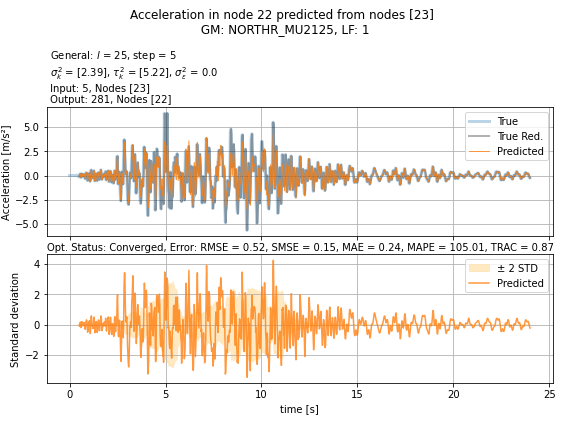 Acceleration in node 22 predicted from nodes [23]
GM: NORTHR_MU2125, LF: 1
General: l = 25, step = 5
σ²ₖ = [2.39], τ²ₖ = [5.22], σ²ε = 0.0
Input: 5, Nodes [23]
Output: 281, Nodes [22]
Acceleration [m/s²]
5.0
2.5
0.0
−2.5
−5.0
True
True Red.
Predicted
Opt. Status: Converged, Error: RMSE = 0.52, SMSE = 0.15, MAE = 0.24, MAPE = 105.01, TRAC = 0.87
Standard deviation
4
2
0
−2
± 2 STD
Predicted
0 5 10 15 20 25
time [s]